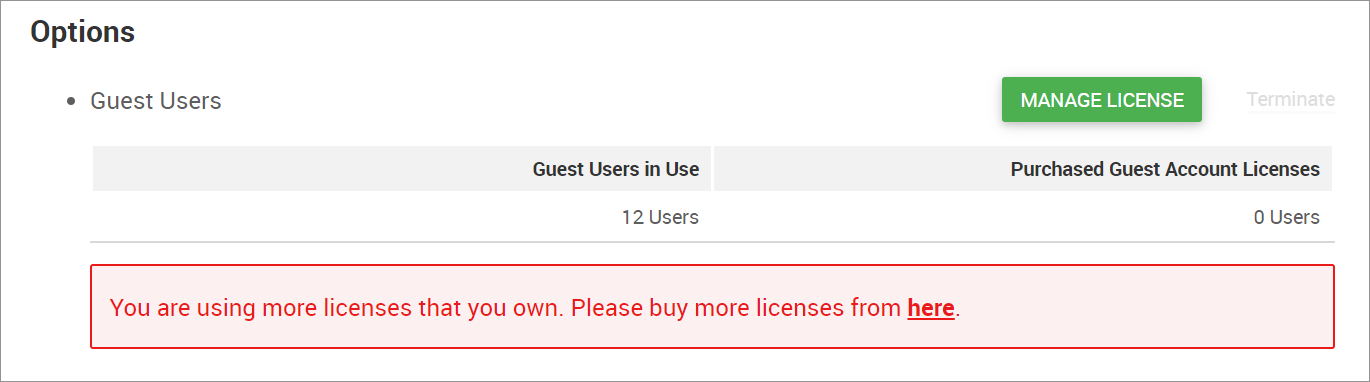 Options
Guest Users
MANAGE LICENSE
Terminate
Guest Users in Use
Purchased Guest Account Licenses
12 Users
0 Users
You are using more licenses that you own. Please buy more licenses from here.